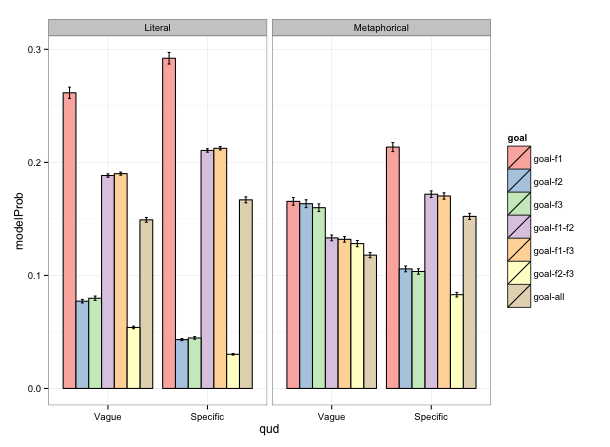 Literal Metaphorical
0.3
0.2
0.1
0.0
modelProb
Vague Specific Vague Specific
qud
goal
goal-f1
goal-f2
goal-f3
goal-f1-f2
goal-f1-f3
goal-f2-f3
goal-all